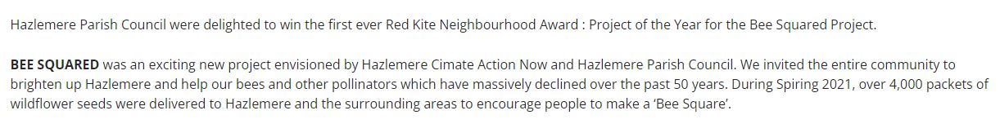 Hazlemere Parish Council were delighted to win the first ever Red Kite Neighbourhood Award : Project of the Year for the Bee Squared Project.
BEE SQUARED was an exciting new project envisioned by Hazlemere Cimate Action Now and Hazlemere Parish Council. We invited the entire community to
brighten up Hazlemere and help our bees and other pollinators which have massively declined over the past 50 years. During Spiring 2021, over 4,000 packets of
wildflower seeds were delivered to Hazlemere and the surrounding areas to encourage people to make a ‘Bee Square’.